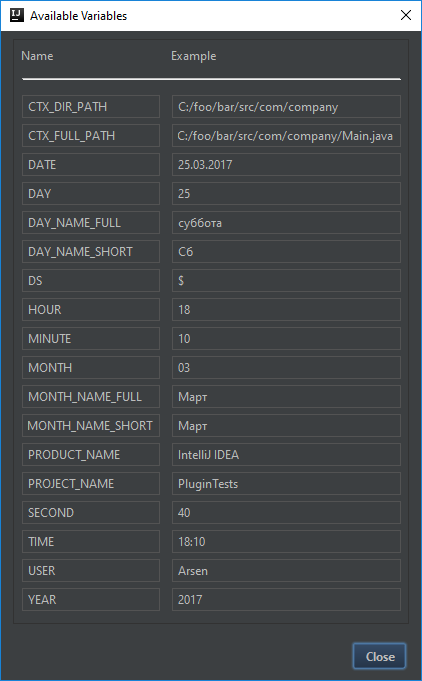 IJ Available Variables
Name Example
CTX_DIR_PATH C:/foo/bar/src/com/company
CTX_FULL_PATH C:/foo/bar/src/com/company/Main.java
DATE 25.03.2017
DAY 25
DAY_NAME_FULL суббота
DAY_NAME_SHORT Сб
DS $
HOUR 18
MINUTE 10
MONTH 03
MONTH_NAME_FULL Март
MONTH_NAME_SHORT Март
PRODUCT_NAME IntelliJ IDEA
PROJECT_NAME PluginTests
SECOND 40
TIME 18:10
USER Arsen
YEAR 2017
Close